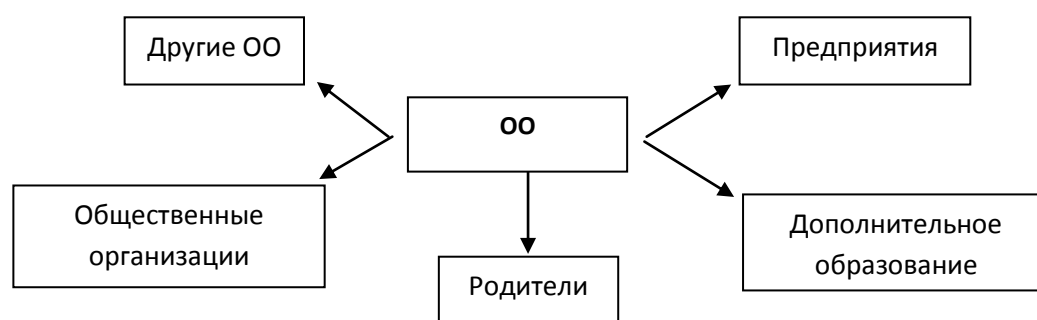 Другие ОО
Предприятия
ОО
Общественные
организации
Дополнительное
образование
Родители